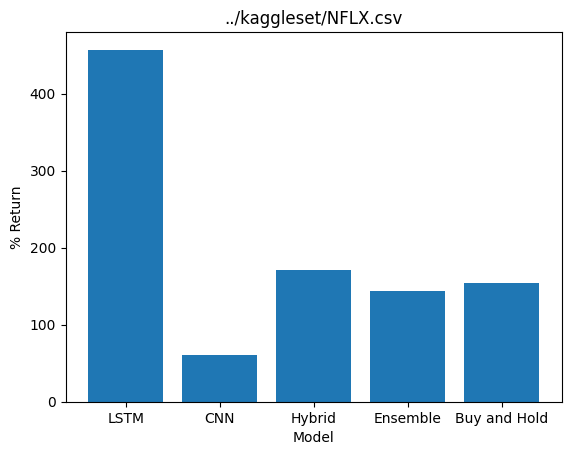 ../kaggleset/NFLX.csv
% Return
400
300
200
100
0
LSTM CNN Hybrid Ensemble Buy and Hold
Model